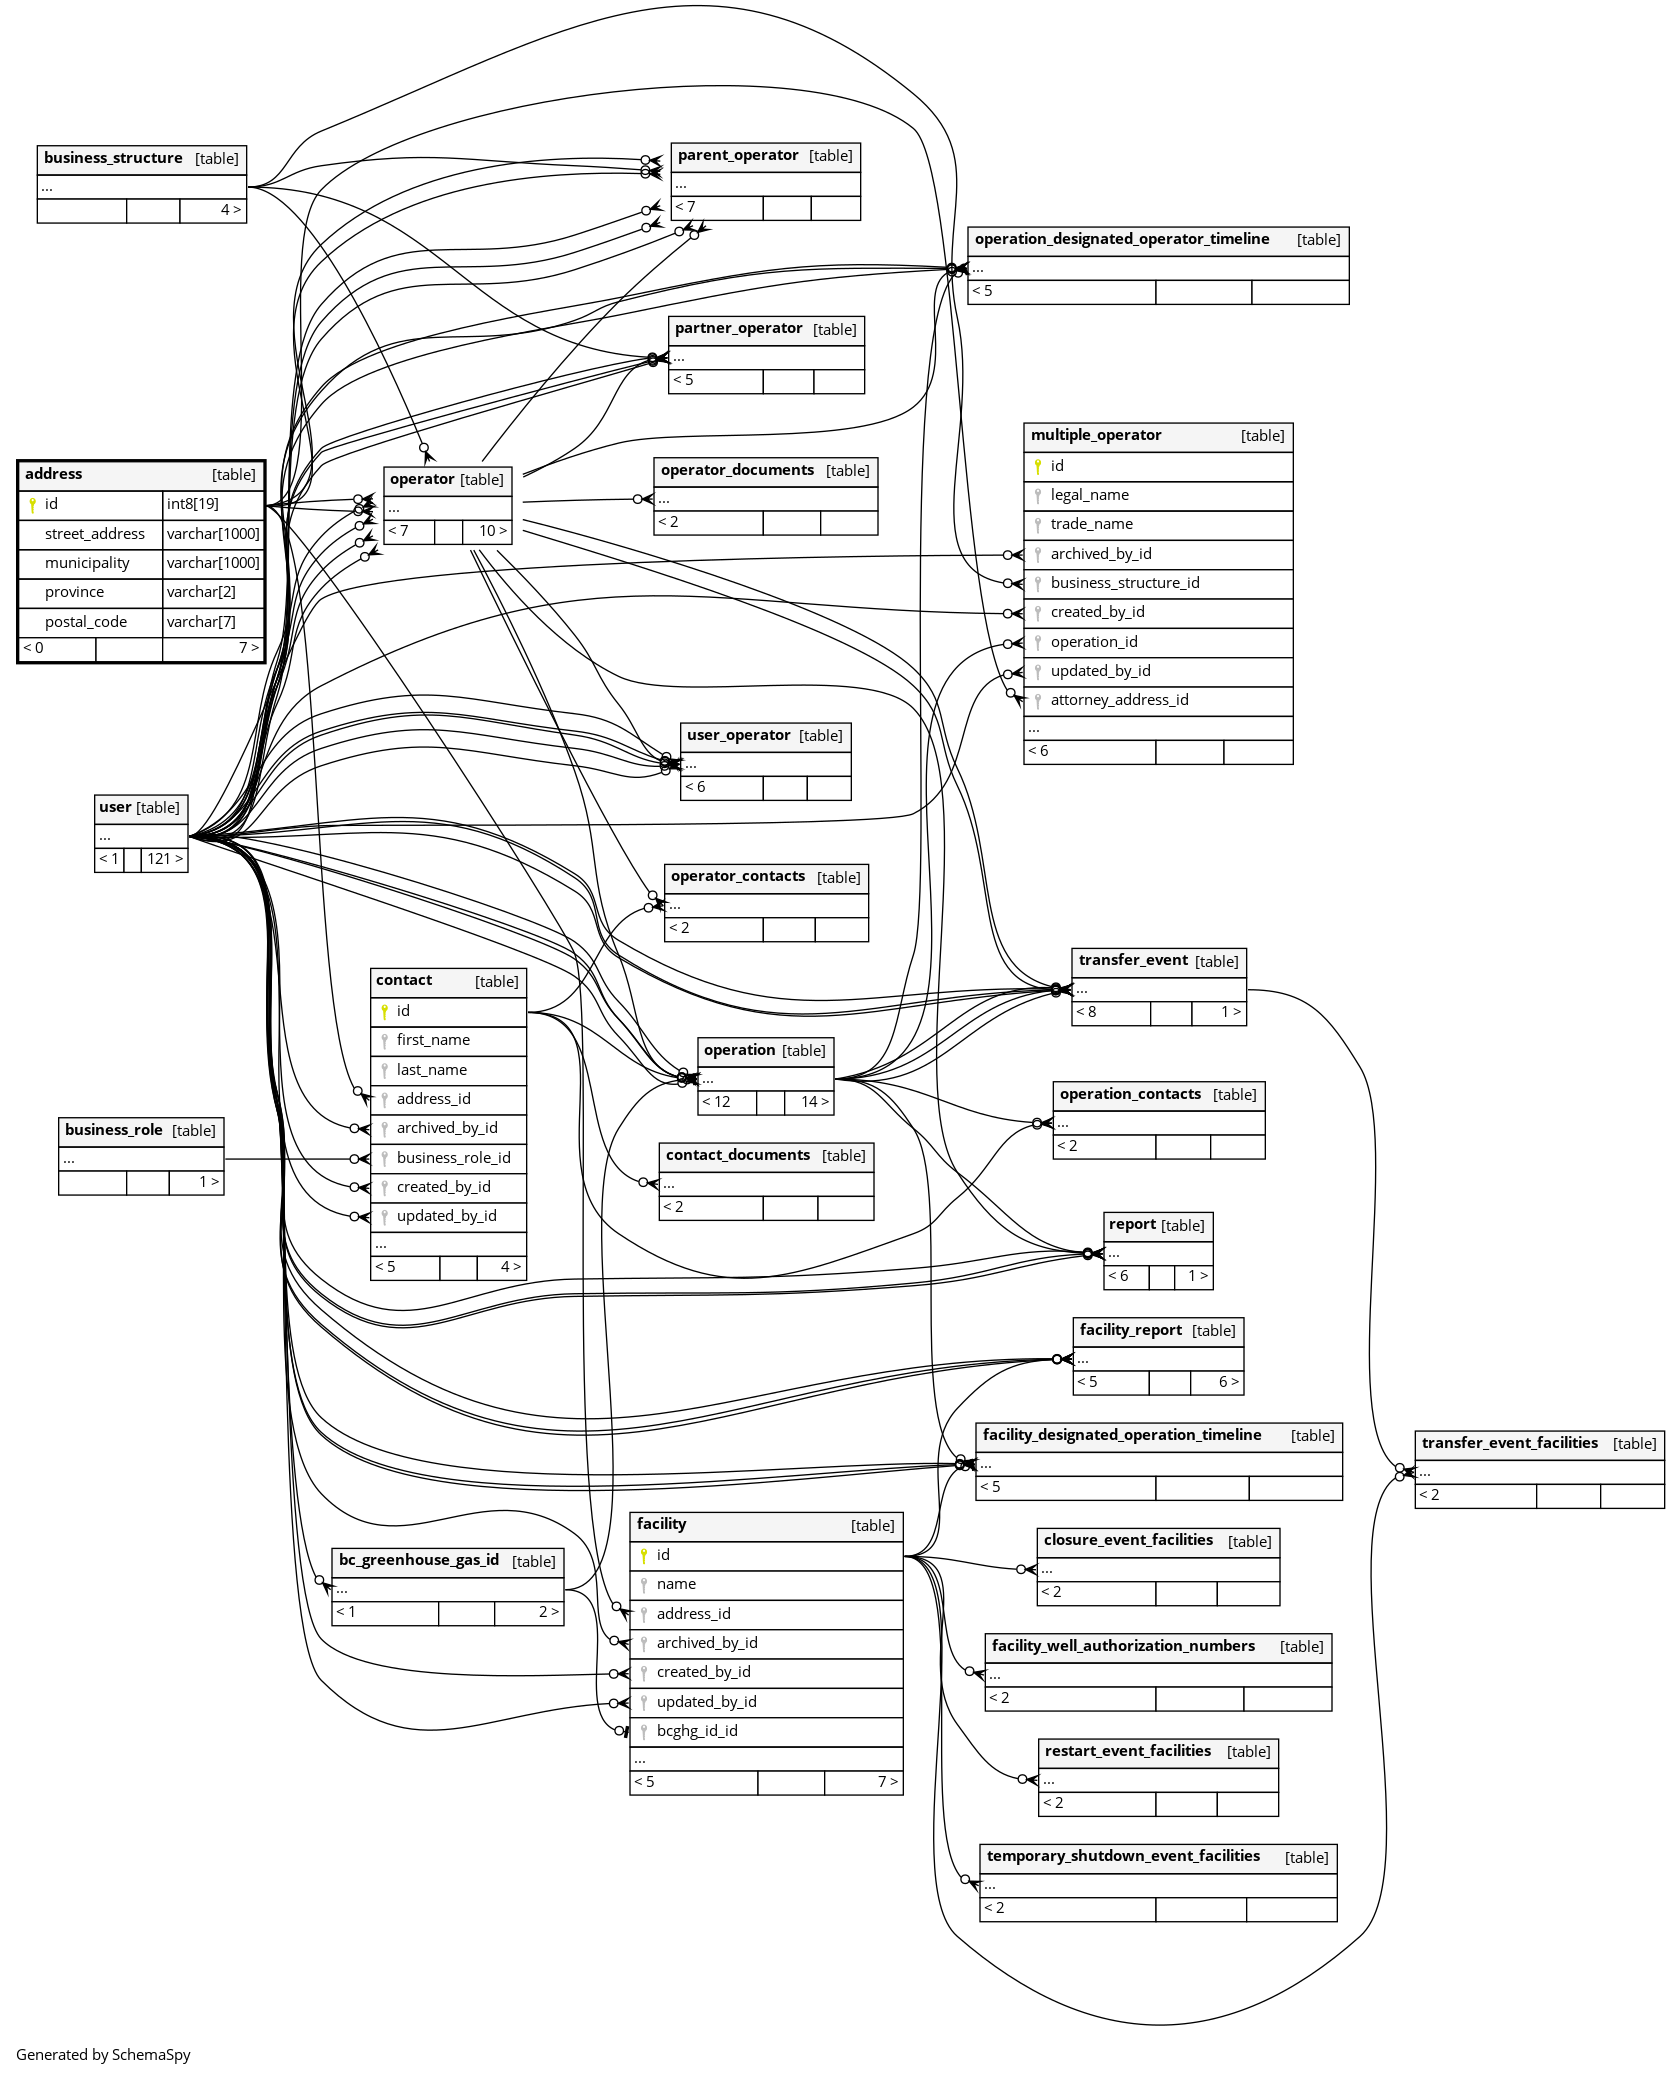 business_structure [table]
...
4 >
parent_operator [table]
...
< 7
operation_designated_operator_timeline [table]
...
< 5
partner_operator [table]
...
< 5
multiple_operator [table]
id
legal_name
trade_name
archived_by_id
business_structure_id
created_by_id
operation_id
updated_by_id
attorney_address_id
...
< 6
address [table]
id int8[19]
street_address varchar[1000]
municipality varchar[1000]
province varchar[2]
postal_code varchar[7]
< 0 7 >
operator [table]
...
< 7 10 >
operator_documents [table]
...
< 2
user_operator [table]
...
< 6
user [table]
...
< 1 121 >
operator_contacts [table]
...
< 2
transfer_event [table]
...
< 8 1 >
contact [table]
id
first_name
last_name
address_id
archived_by_id
business_role_id
created_by_id
updated_by_id
...
< 5 4 >
operation [table]
...
< 12 14 >
operation_contacts [table]
...
< 2
business_role [table]
...
1 >
contact_documents [table]
...
< 2
report [table]
...
< 6 1 >
facility_report [table]
...
< 5 6 >
facility_designated_operation_timeline [table]
...
< 5
transfer_event_facilities [table]
...
< 2
facility [table]
id
name
address_id
archived_by_id
created_by_id
updated_by_id
bcghg_id_id
...
< 5 7 >
bc_greenhouse_gas_id [table]
...
< 1 2 >
closure_event_facilities [table]
...
< 2
facility_well_authorization_numbers [table]
...
< 2
restart_event_facilities [table]
...
< 2
temporary_shutdown_event_facilities [table]
...
< 2
Generated by SchemaSpy